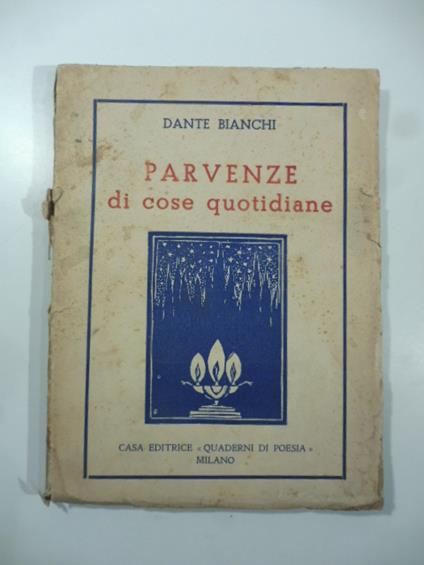 DANTE BIANCHI
PARVENZE
di cose quotidiane
CASA EDITRICE « QUADERNI DI POESIA »
MILANO